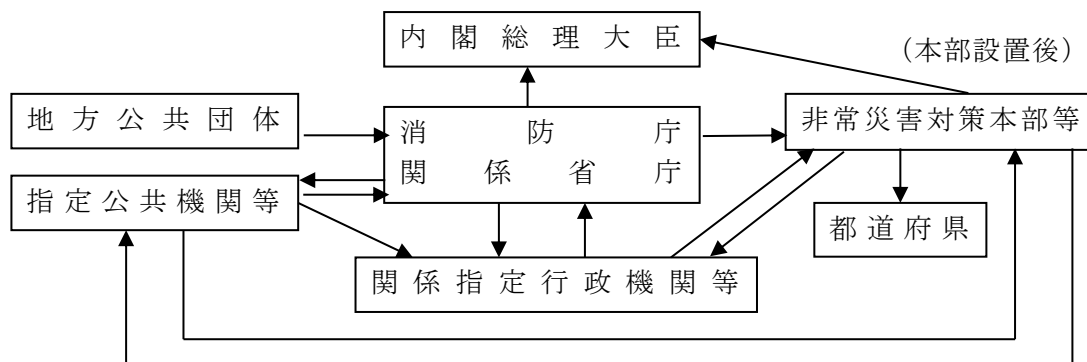 内閣総理大臣
（本部設置後）
地方公共団体
消防庁
関係省庁
非常災害対策本部等
指定公共機関等
都道府県
関係指定行政機関等